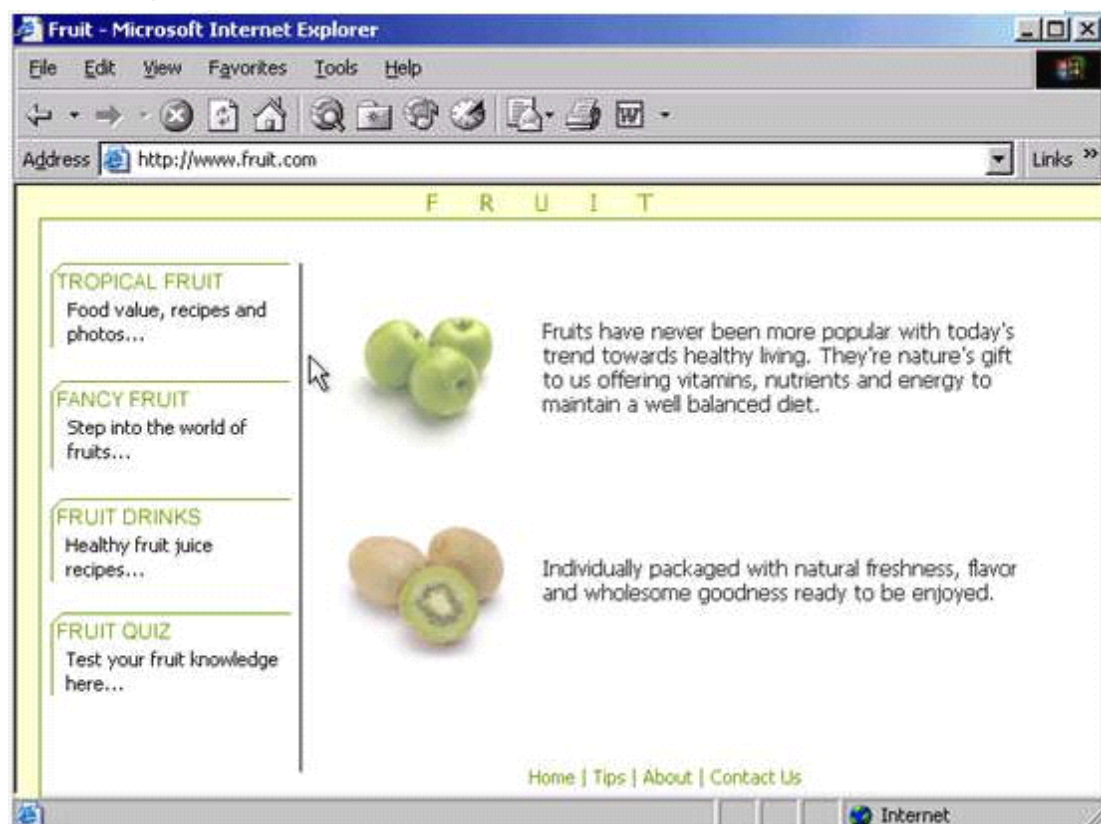 Fruit - Microsoft Internet Explorer
File Edit View Favorites Tools Help
Address http://www.fruit.com Links »
F R U I T
TROPICAL FRUIT
Food value, recipes and
photos...
FANCY FRUIT
Step into the world of
fruits...
FRUIT DRINKS
Healthy fruit juice
recipes...
FRUIT QUIZ
Test your fruit knowledge
here...
Fruits have never been more popular with today's
trend towards healthy living. They're nature's gift
to us offering vitamins, nutrients and energy to
maintain a well balanced diet.
Individually packaged with natural freshness, flavor
and wholesome goodness ready to be enjoyed.
Home | Tips | About | Contact Us
Internet